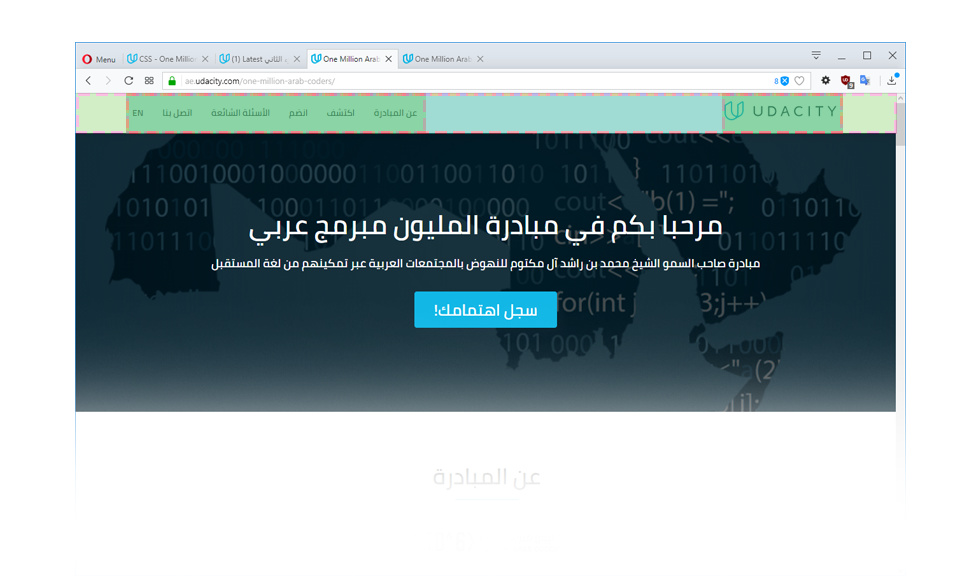 Menu
CSS - One Millio
(1) Latest الثاني
One Million Arab
One Million Arab
ae.udacity.com/one-million-arab-coders/
8
UDACITY
عن المبادرة
اكتشف
انضم
الأسئلة الشائعة
اتصل بنا
EN
مرحبا بكم في مبادرة المليون مبرمج عربي
مبادرة صاحب السمو الشيخ محمد بن راشد آل مكتوم للنهوض بالمجتمعات العربية عبر تمكينهم من لغة المستقبل
سجل اهتمامك!
عن المبادرة